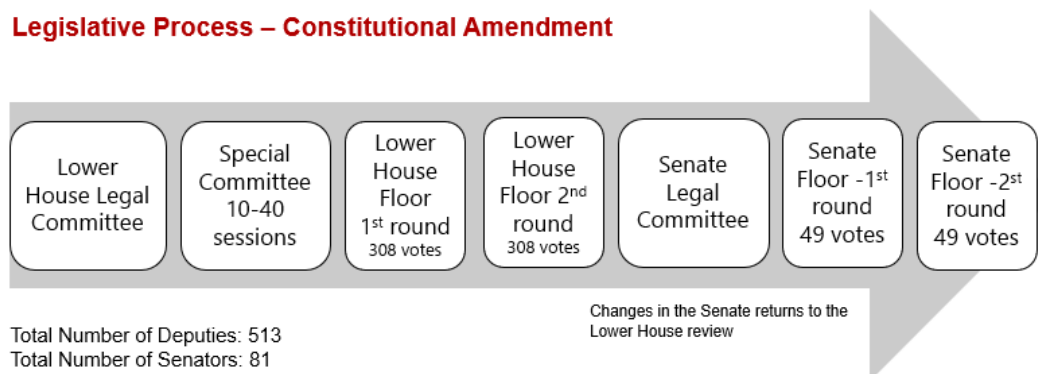 Legislative Process – Constitutional Amendment
Lower
House Legal
Committee
Special
Committee
10-40
sessions
Lower
House
Floor
1st round
308 votes
Lower
House
Floor 2nd
round
308 votes
Senate
Legal
Committee
Senate
Floor -1st
round
49 votes
Senate
Floor -2st
round
49 votes
Changes in the Senate returns to the
Lower House review
Total Number of Deputies: 513
Total Number of Senators: 81